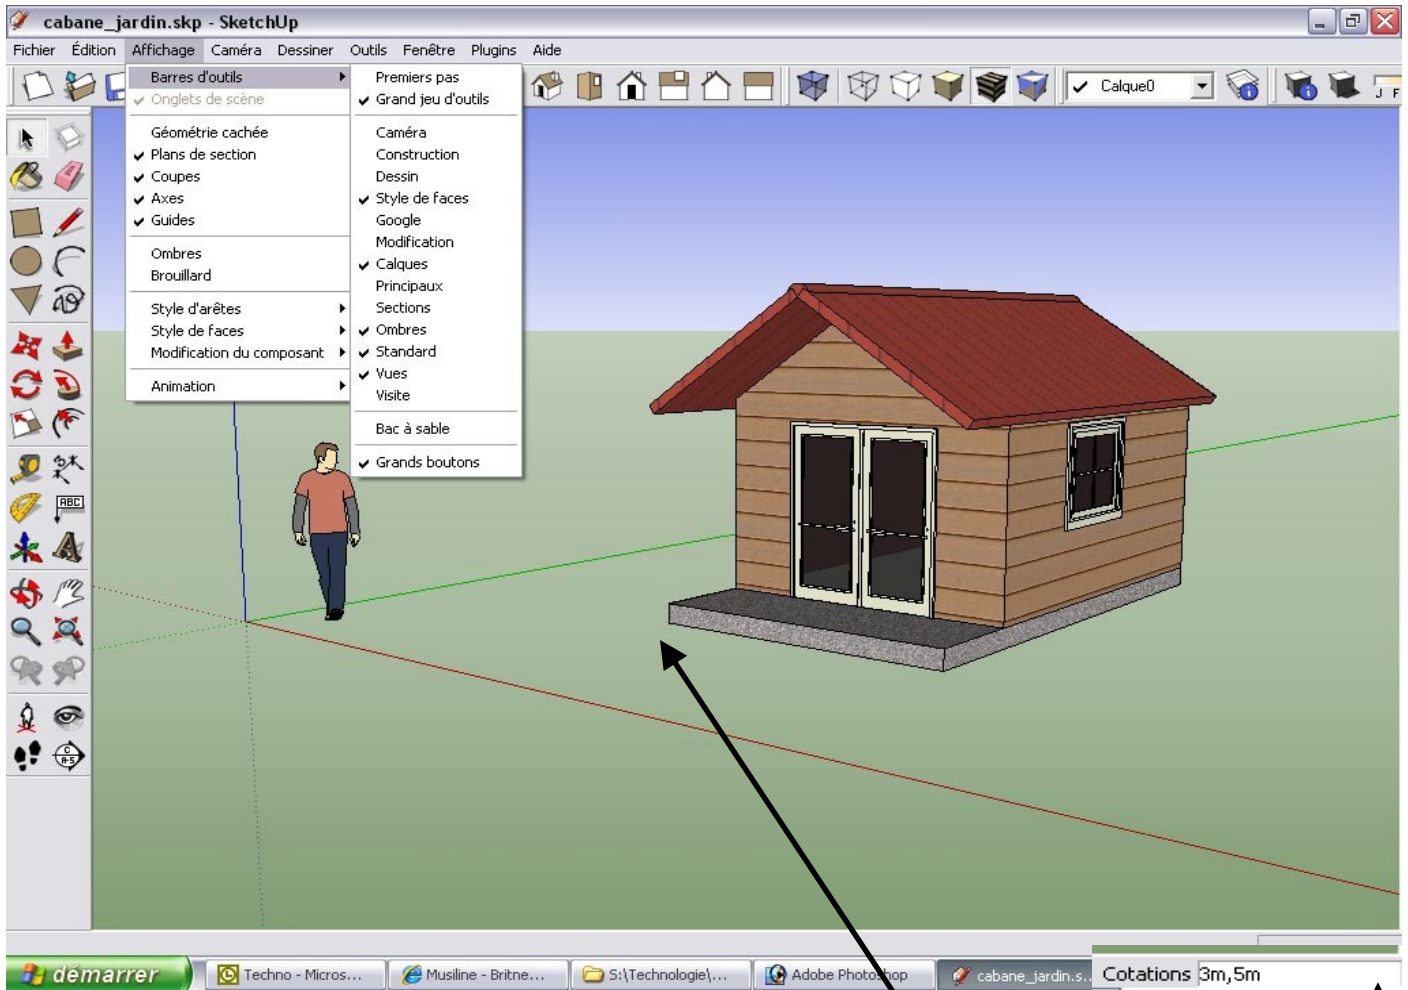 cabane_jardin.skp - SketchUp
Fichier Édition Affichage Caméra Dessiner Outils Fenêtre Plugins Aide
Calque0
J F
Barres d'outils
Onglets de scène
Géométrie cachée
Plans de section
Coupes
Axes
Guides
Ombres
Brouillard
Style d'arêtes
Style de faces
Modification du composant
Animation
Premiers pas
Grand jeu d'outils
Caméra
Construction
Dessin
Style de faces
Google
Modification
Calques
Principaux
Sections
Ombres
Standard
Vues
Visite
Bac à sable
Grands boutons
ABC
A
démarrer Techno - Micros... Musiline - Britne... S:\Technologie\... Adobe Photoshop cabane_jardin.s.. Cotations 3m,5m